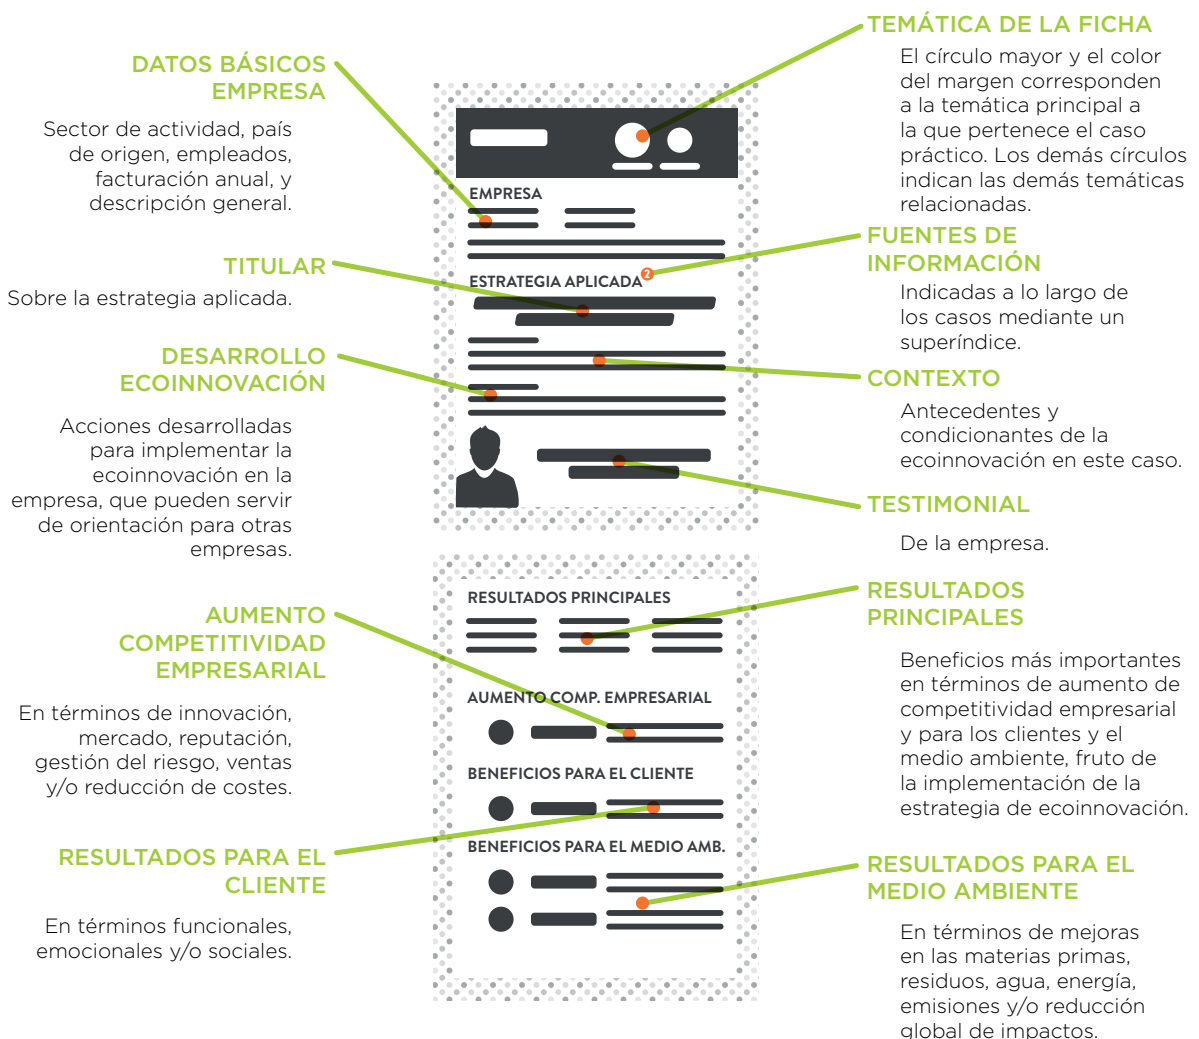 DATOS BÁSICOS
EMPRESA
Sector de actividad, país
de origen, empleados,
facturación anual, y
descripción general.
TITULAR
Sobre la estrategia aplicada.
DESARROLLO
ECOINNOVACIÓN
Acciones desarrolladas
para implementar la
ecoinnovación en la
empresa, que pueden servir
de orientación para otras
empresas.
AUMENTO
COMPETITIVIDAD
EMPRESARIAL
En términos de innovación,
mercado, reputación,
gestión del riesgo, ventas
y/o reducción de costes.
RESULTADOS PARA EL
CLIENTE
En términos funcionales,
emocionales y/o sociales.
EMPRESA
ESTRATEGIA APLICADA2
RESULTADOS PRINCIPALES
AUMENTO COMP. EMPRESARIAL
BENEFICIOS PARA EL CLIENTE
BENEFICIOS PARA EL MEDIO AMB.
TEMÁTICA DE LA FICHA
El círculo mayor y el color
del margen corresponden
a la temática principal a
la que pertenece el caso
práctico. Los demás círculos
indican las demás temáticas
relacionadas.
FUENTES DE
INFORMACIÓN
Indicadas a lo largo de
los casos mediante un
superíndice.
CONTEXTO
Antecedentes y
condicionantes de la
ecoinnovación en este caso.
TESTIMONIAL
De la empresa.
RESULTADOS
PRINCIPALES
Beneficios más importantes
en términos de aumento de
competitividad empresarial
y para los clientes y el
medio ambiente, fruto de
la implementación de la
estrategia de ecoinnovación.
RESULTADOS PARA EL
MEDIO AMBIENTE
En términos de mejoras
en las materias primas,
residuos, agua, energía,
emisiones y/o reducción
global de impactos.